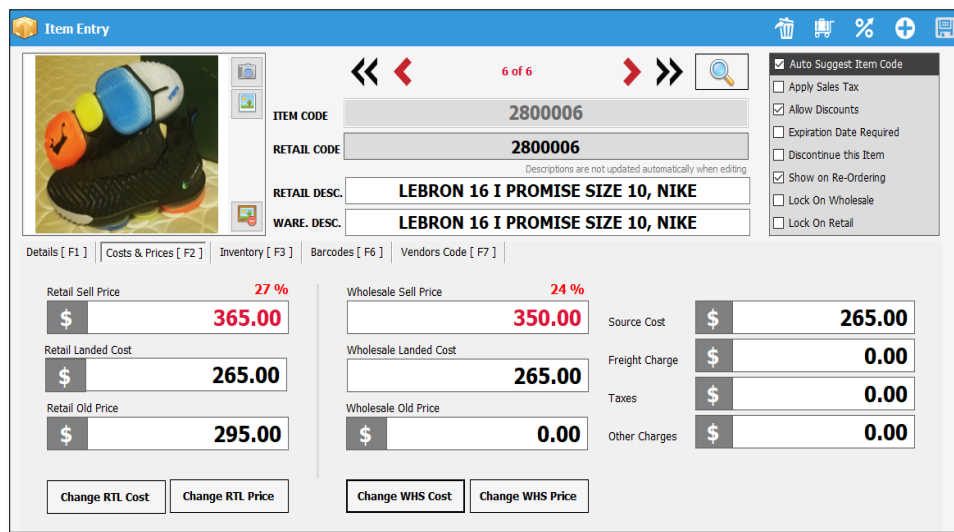 Item Entry
6 of 6
ITEM CODE
2800006
RETAIL CODE
2800006
Descriptions are not updated automatically when editing
RETAIL DESC.
LEBRON 16 I PROMISE SIZE 10, NIKE
WARE. DESC.
LEBRON 16 I PROMISE SIZE 10, NIKE
Auto Suggest Item Code
Apply Sales Tax
Allow Discounts
Expiration Date Required
Discontinue this Item
Show on Re-Ordering
Lock On Wholesale
Lock On Retail
Details [ F1 ]
Costs & Prices [ F2 ]
Inventory [ F3 ]
Barcodes [ F6 ]
Vendors Code [ F7 ]
Retail Sell Price 27 %
$ 365.00
Retail Landed Cost
$ 265.00
Retail Old Price
$ 295.00
Change RTL Cost
Change RTL Price
Wholesale Sell Price 24 %
350.00
Wholesale Landed Cost
265.00
Wholesale Old Price
$ 0.00
Change WHS Cost
Change WHS Price
Source Cost $ 265.00
Freight Charge $ 0.00
Taxes $ 0.00
Other Charges $ 0.00